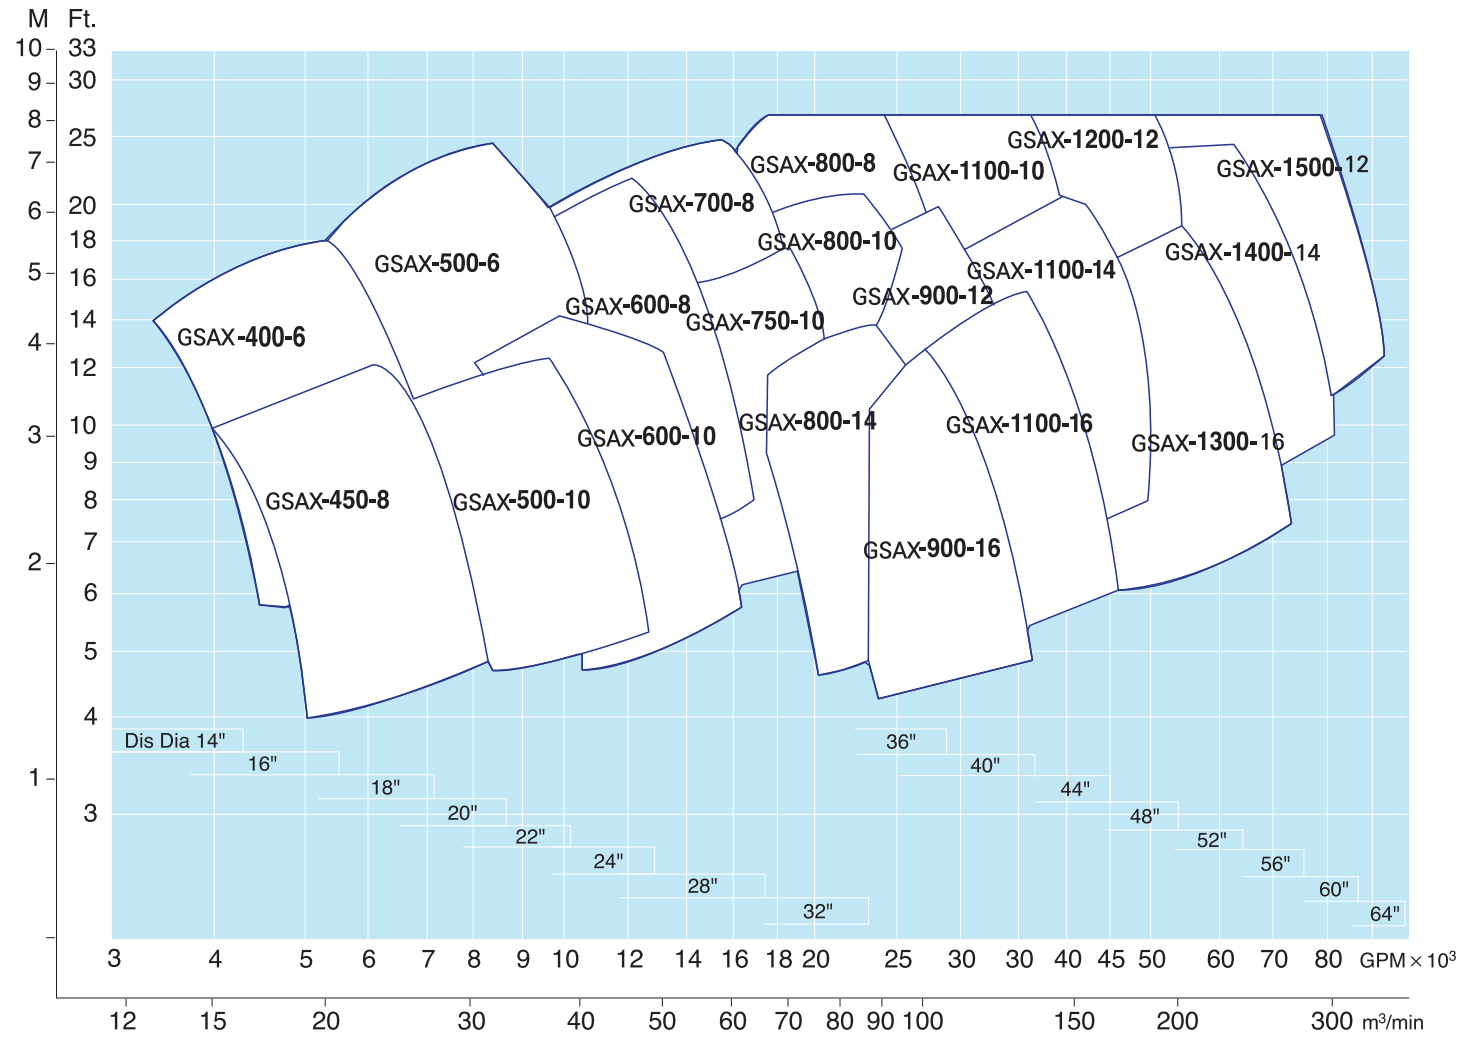 M Ft.
10 33
9 30
8 25
7
6 20
18
5 16
14
4 12
3 10
9
8
7
2 6
5
4
1
3
GSAX-1200-12
GSAX-800-8
GSAX-1100-10
GSAX-1500-12
GSAX-700-8
GSAX-800-10
GSAX-1400-14
GSAX-500-6
GSAX-1100-14
GSAX-900-12
GSAX-600-8
GSAX-750-10
GSAX-400-6
GSAX-800-14
GSAX-1100-16
GSAX-600-10
GSAX-1300-16
GSAX-450-8
GSAX-500-10
GSAX-900-16
Dis Dia 14"
16"
18"
20"
22"
24"
28"
32"
36"
40"
44"
48"
52"
56"
60"
64"
3 4 5 6 7 8 9 10 12 14 16 18 20 25 30 30 40 45 50 60 70 80 GPM×10³
12 15 20 30 40 50 60 70 80 90 100 150 200 300 m³/min